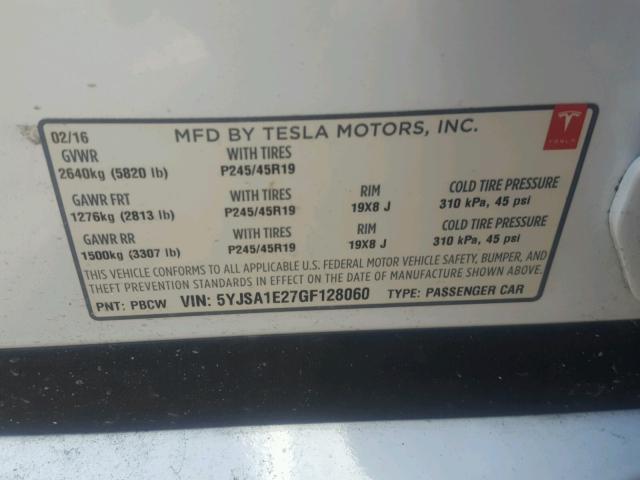 02/16 MFD BY TESLA MOTORS, INC.
GVWR WITH TIRES
2640kg (5820 lb) P245/45R19
GAWR FRT WITH TIRES RIM COLD TIRE PRESSURE
1276kg (2813 lb) P245/45R19 19X8 J 310 kPa, 45 psi
GAWR RR WITH TIRES RIM COLD TIRE PRESSURE
1500kg (3307 lb) P245/45R19 19X8 J 310 kPa, 45 psi
THIS VEHICLE CONFORMS TO ALL APPLICABLE U.S. FEDERAL MOTOR VEHICLE SAFETY, BUMPER, AND
THEFT PREVENTION STANDARDS IN EFFECT ON THE DATE OF MANUFACTURE SHOWN ABOVE.
PNT: PBCW VIN: 5YJSA1E27GF128060 TYPE: PASSENGER CAR
TESLA